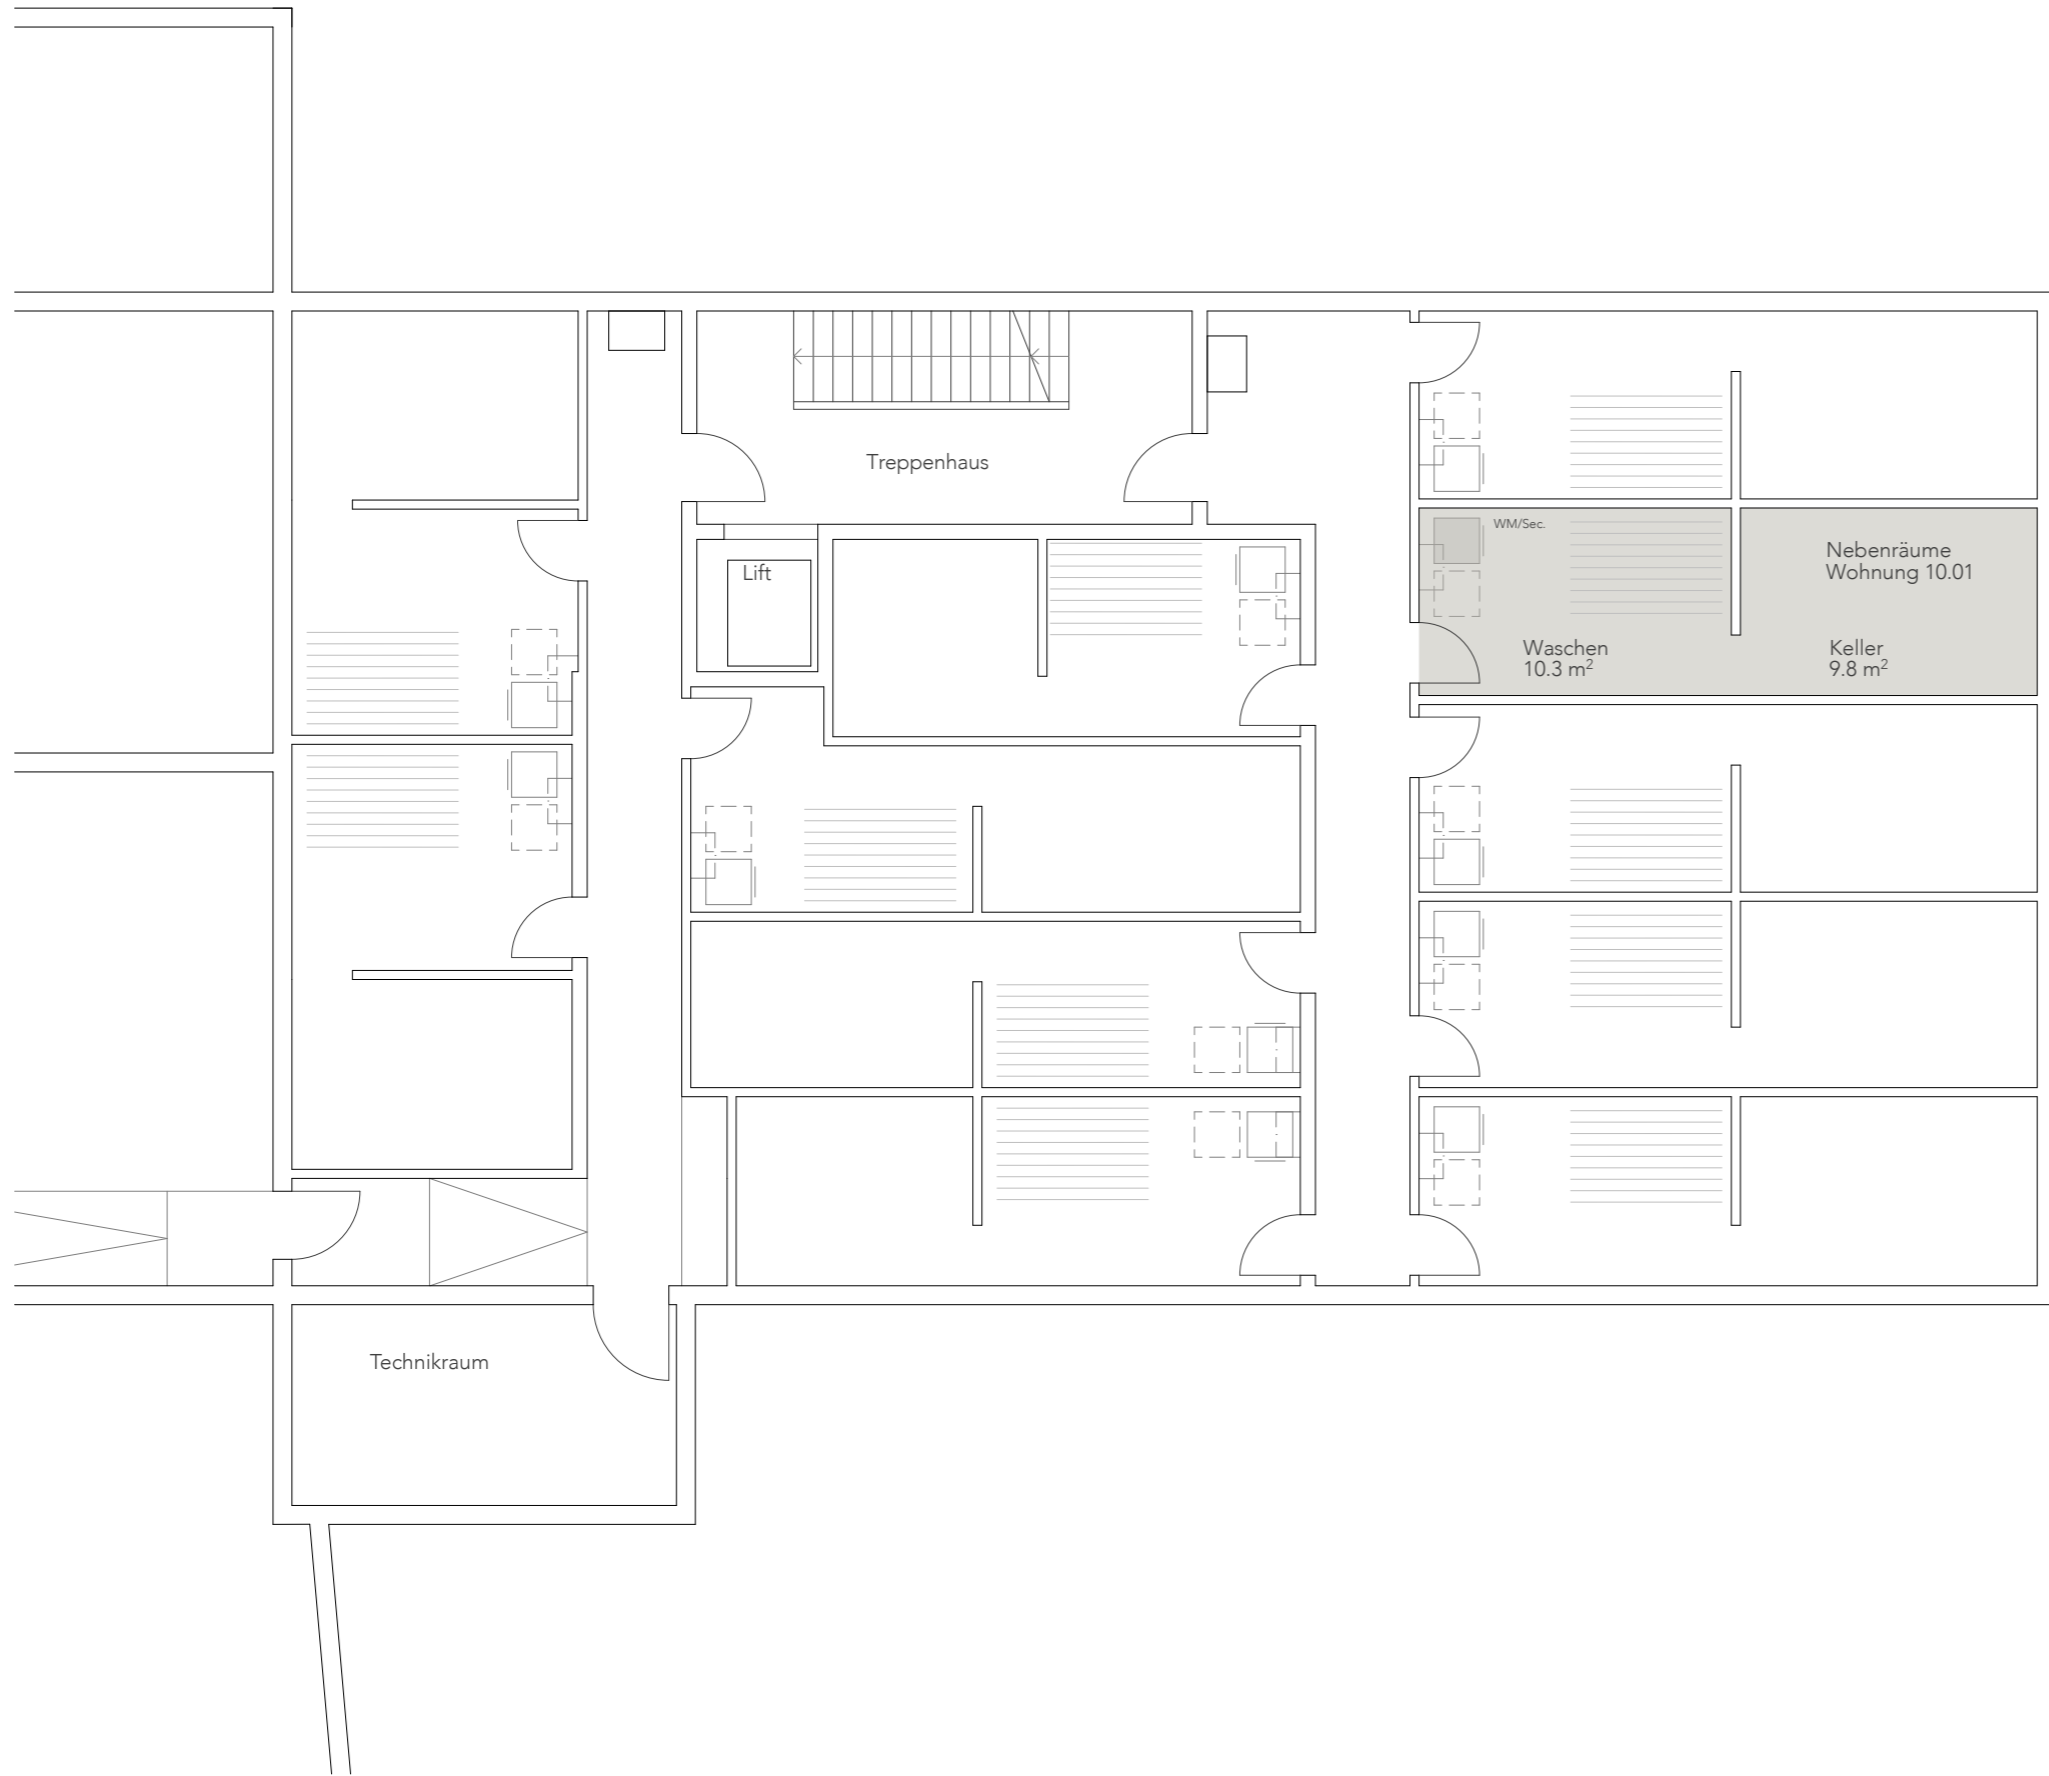 Treppenhaus
WM/Sec.
Nebenräume
Wohnung 10.01
Lift
Waschen
10.3 m²
Keller
9.8 m²
Technikraum